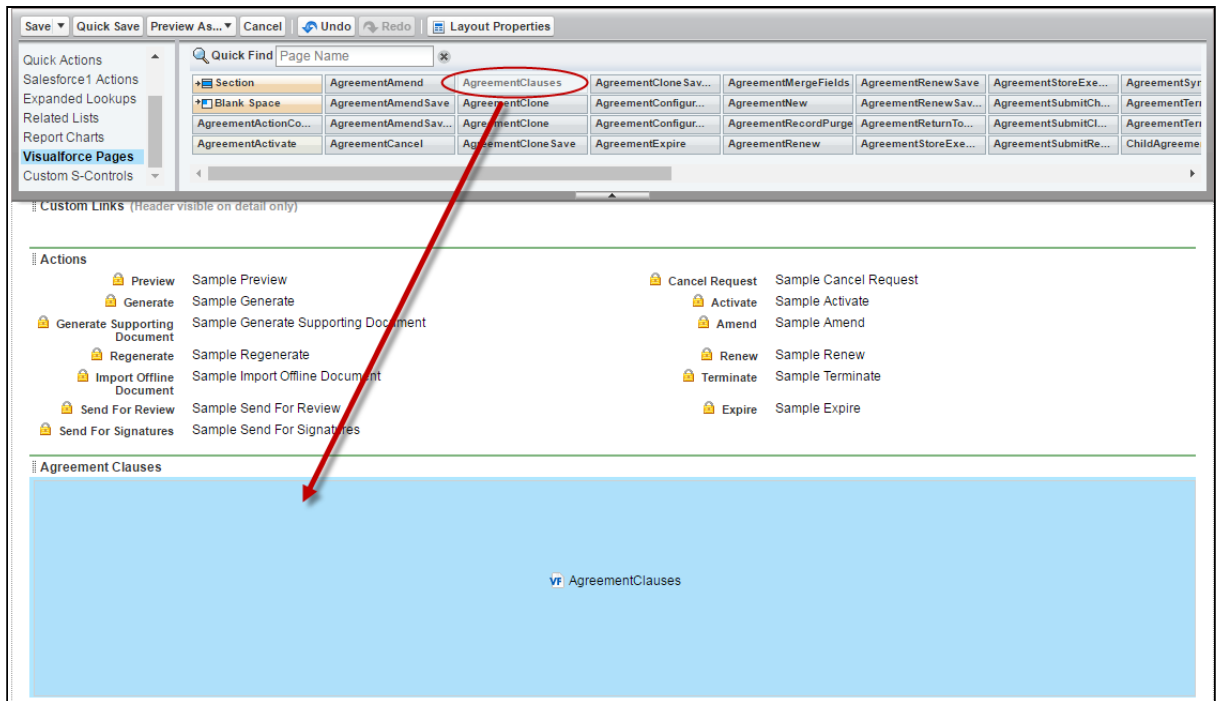 Save Quick Save Preview As... Cancel Undo Redo Layout Properties
Quick Actions
Salesforce1 Actions
Expanded Lookups
Related Lists
Report Charts
Visualforce Pages
Custom S-Controls
Quick Find Page Name
Section AgreementAmend AgreementClauses AgreementCloneSav... AgreementMergeFields AgreementRenewSave AgreementStoreExe... AgreementSyn
Blank Space AgreementAmendSave AgreementClone AgreementConfigur... AgreementNew AgreementRenewSav... AgreementSubmitCh... AgreementTerr
AgreementActionCo... AgreementAmendSav... AgreementClone AgreementConfigur... AgreementRecordPurge AgreementReturnTo... AgreementSubmitCl... AgreementTerr
AgreementActivate AgreementCancel AgreementCloneSave AgreementExpire AgreementRenew AgreementStoreExe... AgreementSubmitRe... ChildAgreeme
Custom Links (Header visible on detail only)
Actions
Preview Sample Preview Cancel Request Sample Cancel Request
Generate Sample Generate Activate Sample Activate
Generate Supporting Sample Generate Supporting Document Amend Sample Amend
Document
Regenerate Sample Regenerate Renew Sample Renew
Import Offline Sample Import Offline Document Terminate Sample Terminate
Document
Send For Review Sample Send For Review Expire Sample Expire
Send For Signatures Sample Send For Signatures
Agreement Clauses
VF AgreementClauses